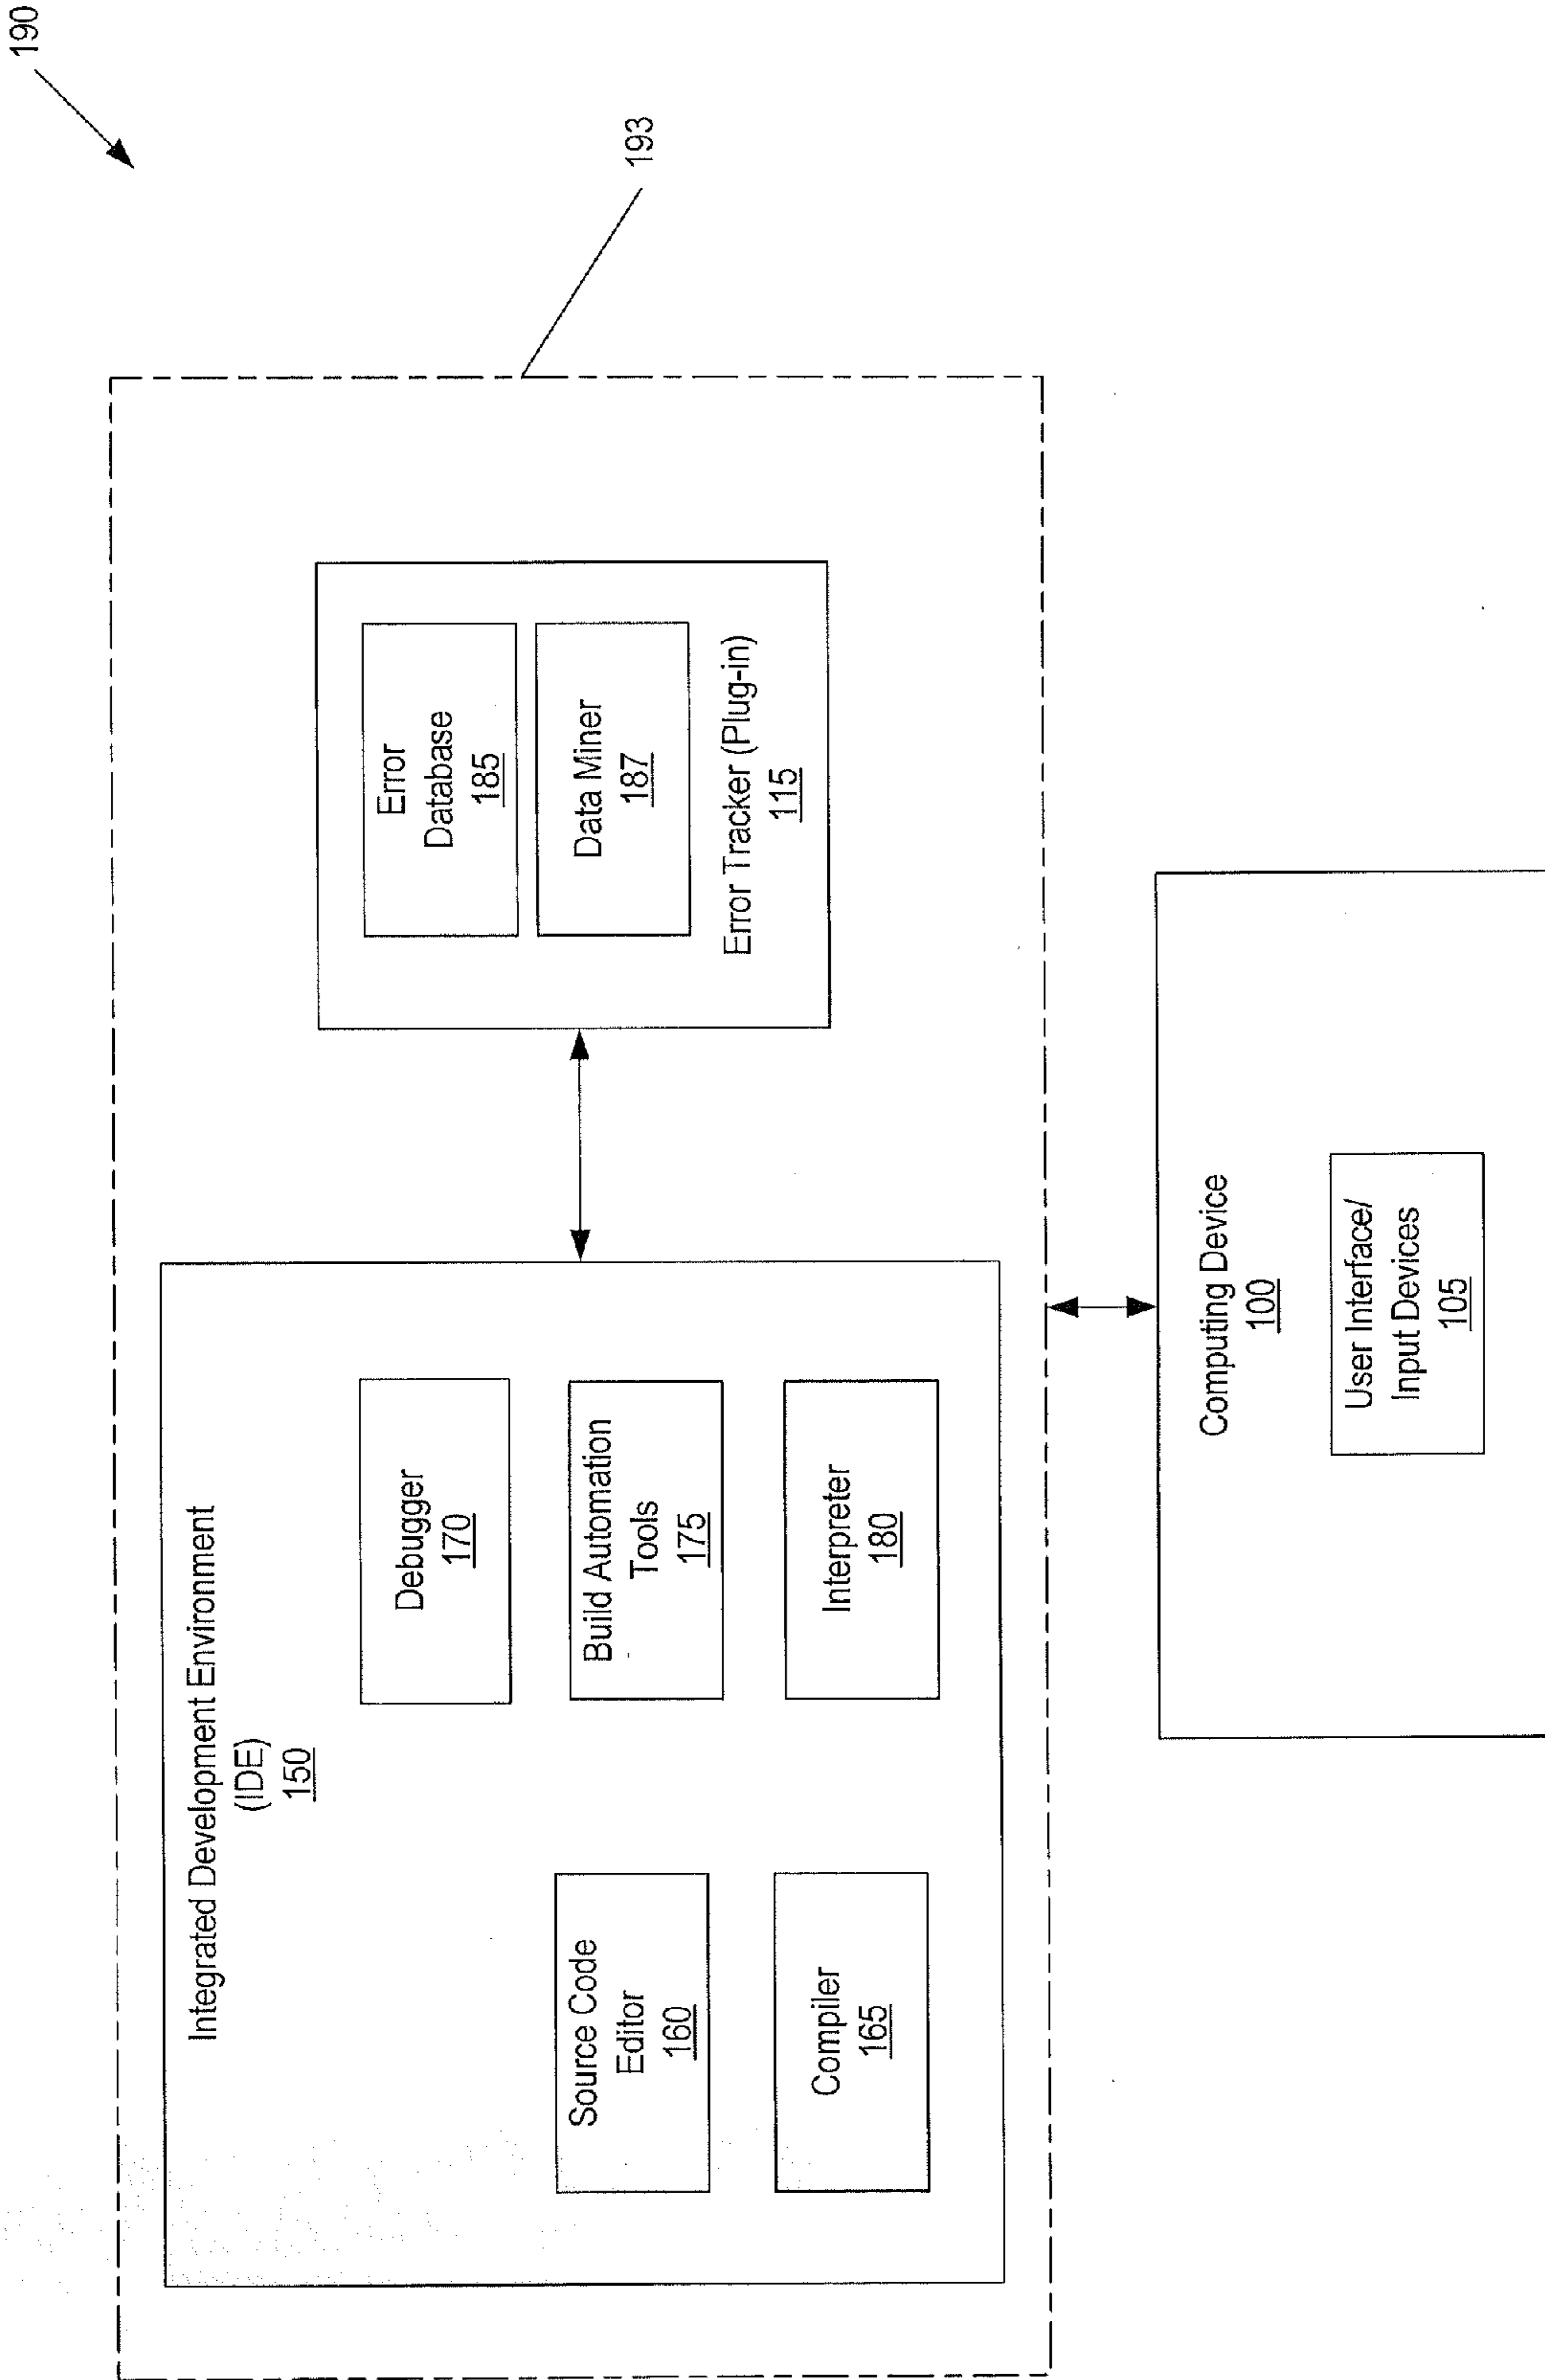 190
193
Integrated Development Environment
(IDE)
150
Source Code
Editor
160
Compiler
165
Debugger
170
Build Automation
Tools
175
Interpreter
180
Error
Database
185
Data Miner
187
Error Tracker (Plug-in)
115
Computing Device
100
User Interface/
Input Devices
105